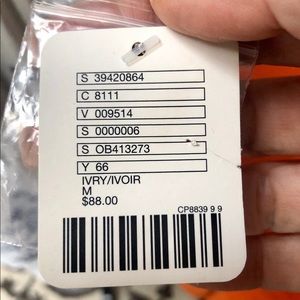 S 39420864
C 8111
V 009514
S 0000006
S OB413273
Y 66
IVRY/IVOIR
M
$88.00
CP8839 9 9